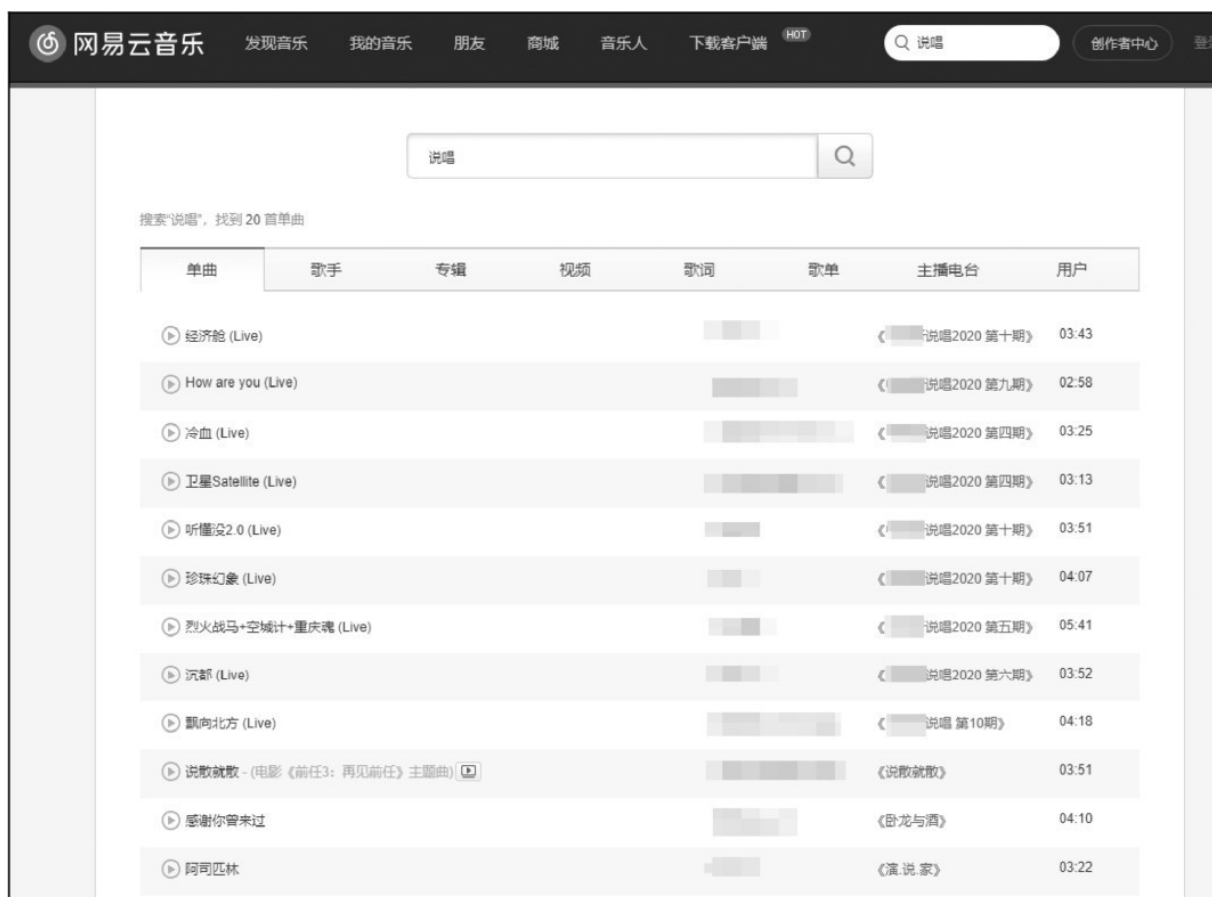 网易云音乐 发现音乐 我的音乐 朋友 商城 音乐人 下载客户端 HOT 说唱 创作者中心 登
说唱
搜索“说唱”，找到 20 首单曲
单曲 歌手 专辑 视频 歌词 歌单 主播电台 用户
经济舱 (Live) 《 说唱2020 第十期》 03:43
How are you (Live) 《 说唱2020 第九期》 02:58
冷血 (Live) 《 说唱2020 第四期》 03:25
卫星Satellite (Live) 《 说唱2020 第四期》 03:13
听懂没2.0 (Live) 《 说唱2020 第十期》 03:51
珍珠幻象 (Live) 《 说唱2020 第十期》 04:07
烈火战马+空城计+重庆魂 (Live) 《 说唱2020 第五期》 05:41
沉都 (Live) 《 说唱2020 第六期》 03:52
飘向北方 (Live) 《 说唱 第10期》 04:18
说散就散 - (电影《前任3：再见前任》主题曲) 《说散就散》 03:51
感谢你曾来过 《卧龙与酒》 04:10
阿司匹林 《演.说.家》 03:22